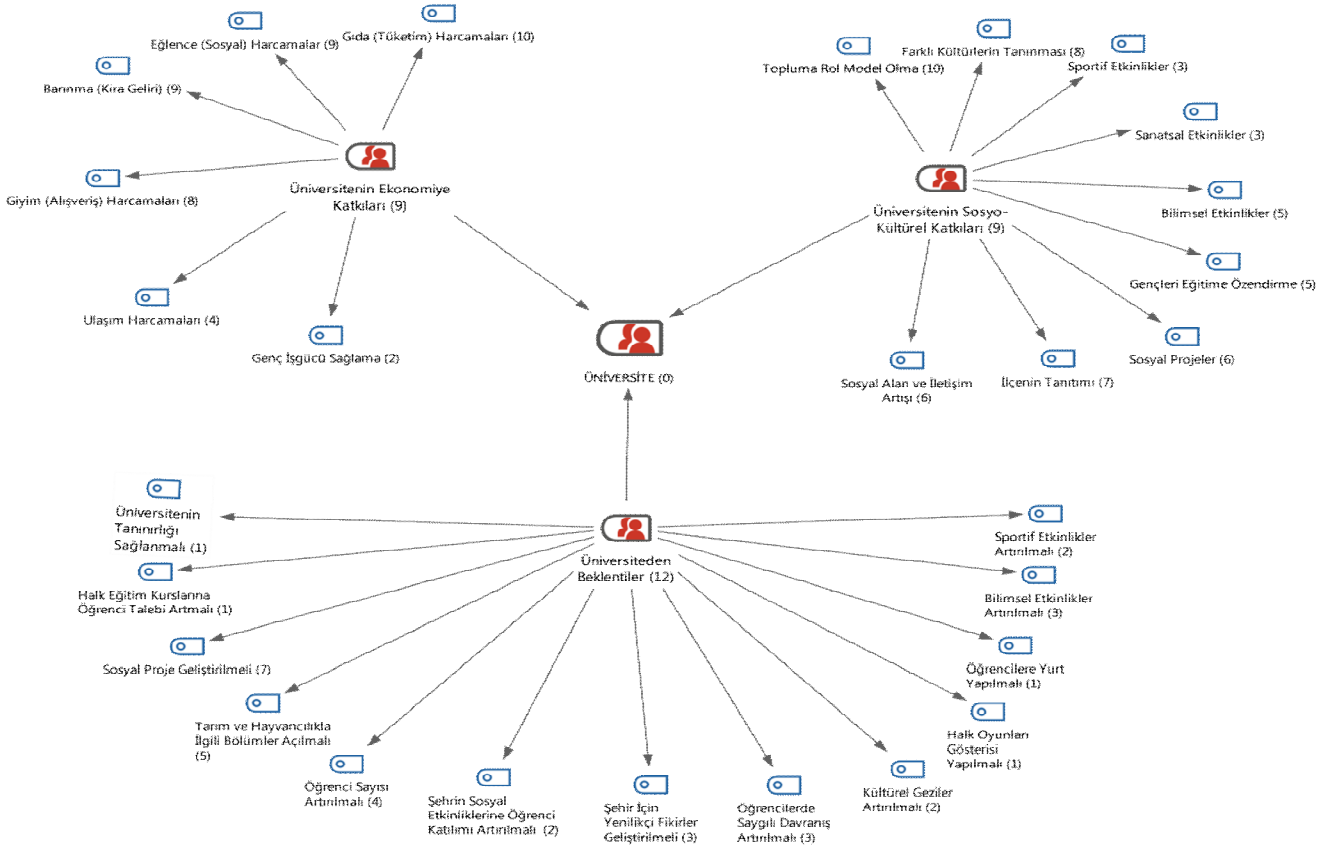 Eğlence (Sosyal) Harcamalar (9)
Gıda (Tüketim) Harcamaları (10)
Barınma (Kira Geliri) (9)
Giyim (Alışveriş) Harcamaları (8)
Üniversitenin Ekonomiye
Katkıları (9)
Ulaşım Harcamaları (4)
Genç İşgücü Sağlama (2)
Topluma Rol Model Olma (10)
Farklı Kültürlerin Tanınması (8)
Sportif Etkinlikler (3)
Sanatsal Etkinlikler (3)
Üniversitenin Sosyo-
Kültürel Katkıları (9)
Bilimsel Etkinlikler (5)
Gençleri Eğitime Özendirme (5)
Sosyal Projeler (6)
İlçenin Tanıtımı (7)
Sosyal Alan ve İletişim
Artışı (6)
ÜNİVERSİTE (0)
Üniversiteden
Beklentiler (12)
Üniversitenin
Tanınırlığı
Sağlanmalı (1)
Halk Eğitim Kurslarına
Öğrenci Talebi Artmalı (1)
Sosyal Proje Geliştirilmeli (7)
Tarım ve Hayvancılıkla
İlgili Bölümler Açılmalı
(5)
Öğrenci Sayısı
Artırılmalı (4)
Şehrin Sosyal
Etkinliklerine Öğrenci
Katılımı Artırılmalı (2)
Şehir İçin
Yenilikçi Fikirler
Geliştirilmeli (3)
Öğrencilerde
Saygılı Davranış
Artırılmalı (3)
Kültürel Geziler
Artırılmalı (2)
Halk Oyunları
Gösterisi
Yapılmalı (1)
Öğrencilere Yurt
Yapılmalı (1)
Bilimsel Etkinlikler
Artırılmalı (3)
Sportif Etkinlikler
Artırılmalı (2)